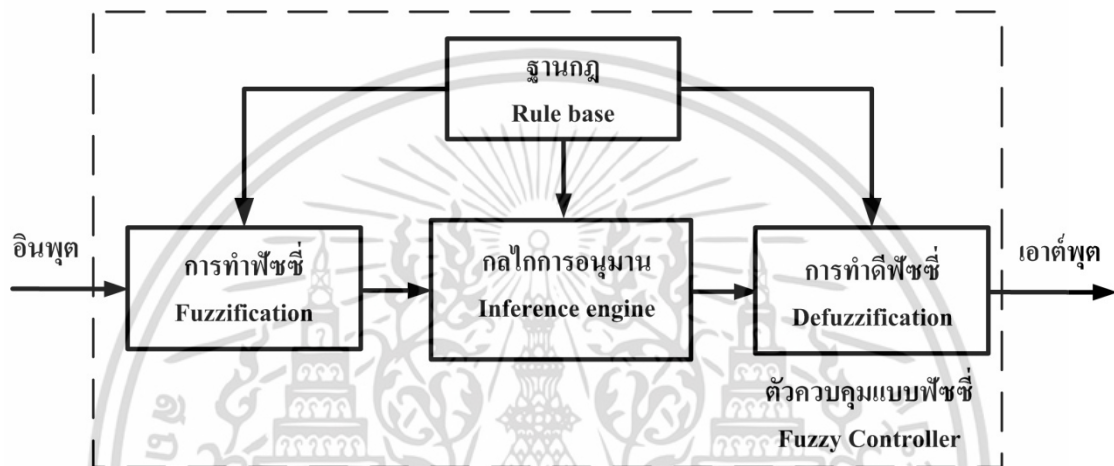 ฐานกฎ
Rule base
อินพุต
การทำฟัซซี่
Fuzzification
กลไกการอนุมาน
Inference engine
การทำดีฟัซซี่
Defuzzification
เอาต์พุต
ตัวควบคุมแบบฟัซซี่
Fuzzy Controller